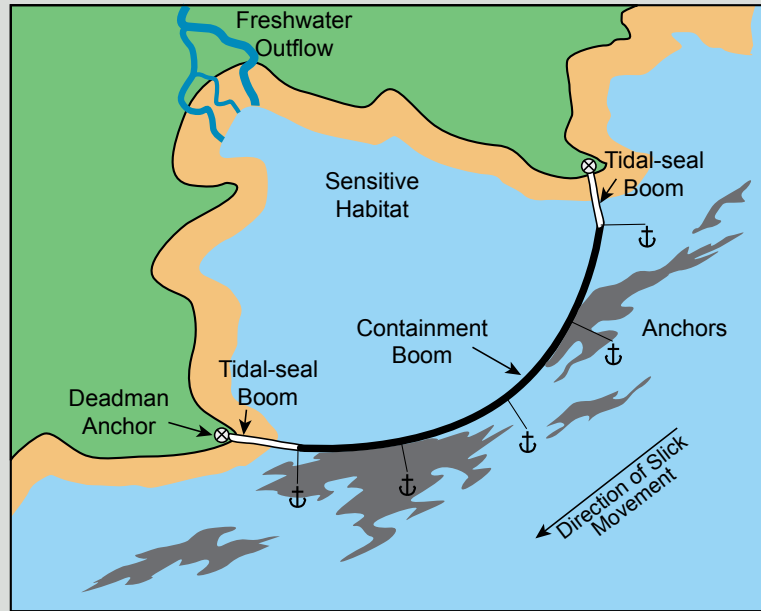 Freshwater
Outflow
Tidal-seal
Boom
Sensitive
Habitat
Containment
Boom
Anchors
Tidal-seal
Boom
Deadman
Anchor
Direction of Slick
Movement